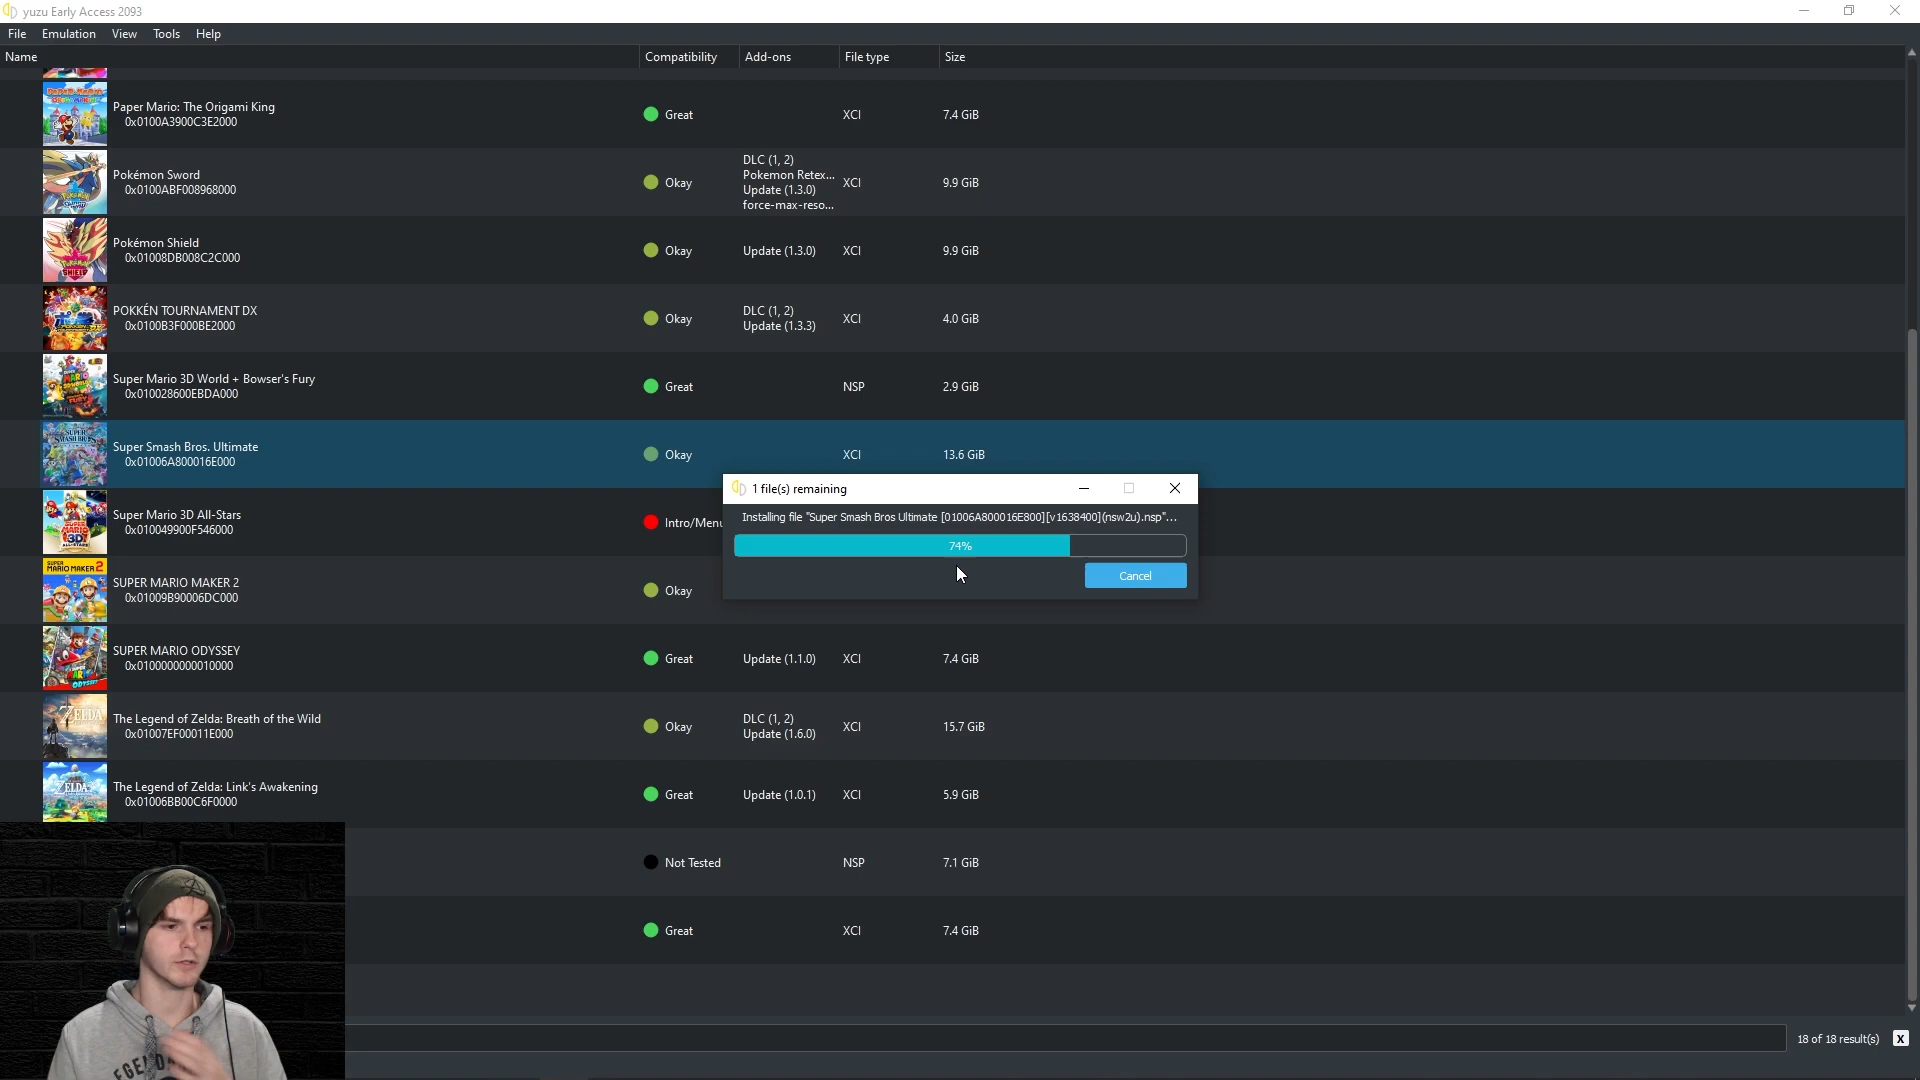 yuzu Early Access 2093
File Emulation View Tools Help
Name Compatibility Add-ons File type Size
Paper Mario: The Origami King
0x0100A3900C3E2000
Great XCI 7.4 GiB
Pokémon Sword
0x0100ABF008968000
Okay
DLC (1, 2)
Pokemon Retex...
Update (1.3.0)
force-max-reso...
XCI 9.9 GiB
Pokémon Shield
0x01008DB008C2C000
Okay Update (1.3.0) XCI 9.9 GiB
POKKÉN TOURNAMENT DX
0x0100B3F000BE2000
Okay
DLC (1, 2)
Update (1.3.3)
XCI 4.0 GiB
Super Mario 3D World + Bowser's Fury
0x010028600EBDA000
Great NSP 2.9 GiB
Super Smash Bros. Ultimate
0x01006A800016E000
Okay XCI 13.6 GiB
1 file(s) remaining
Installing file "Super Smash Bros Ultimate [01006A800016E800][v1638400](nsw2u).nsp"...
74%
Cancel
Super Mario 3D All-Stars
0x010049900F546000
Intro/Menu
SUPER MARIO MAKER 2
0x01009B90006DC000
Okay
SUPER MARIO ODYSSEY
0x0100000000010000
Great Update (1.1.0) XCI 7.4 GiB
The Legend of Zelda: Breath of the Wild
0x01007EF00011E000
Okay
DLC (1, 2)
Update (1.6.0)
XCI 15.7 GiB
The Legend of Zelda: Link's Awakening
0x01006BB00C6F0000
Great Update (1.0.1) XCI 5.9 GiB
Not Tested NSP 7.1 GiB
Great XCI 7.4 GiB
18 of 18 result(s) X